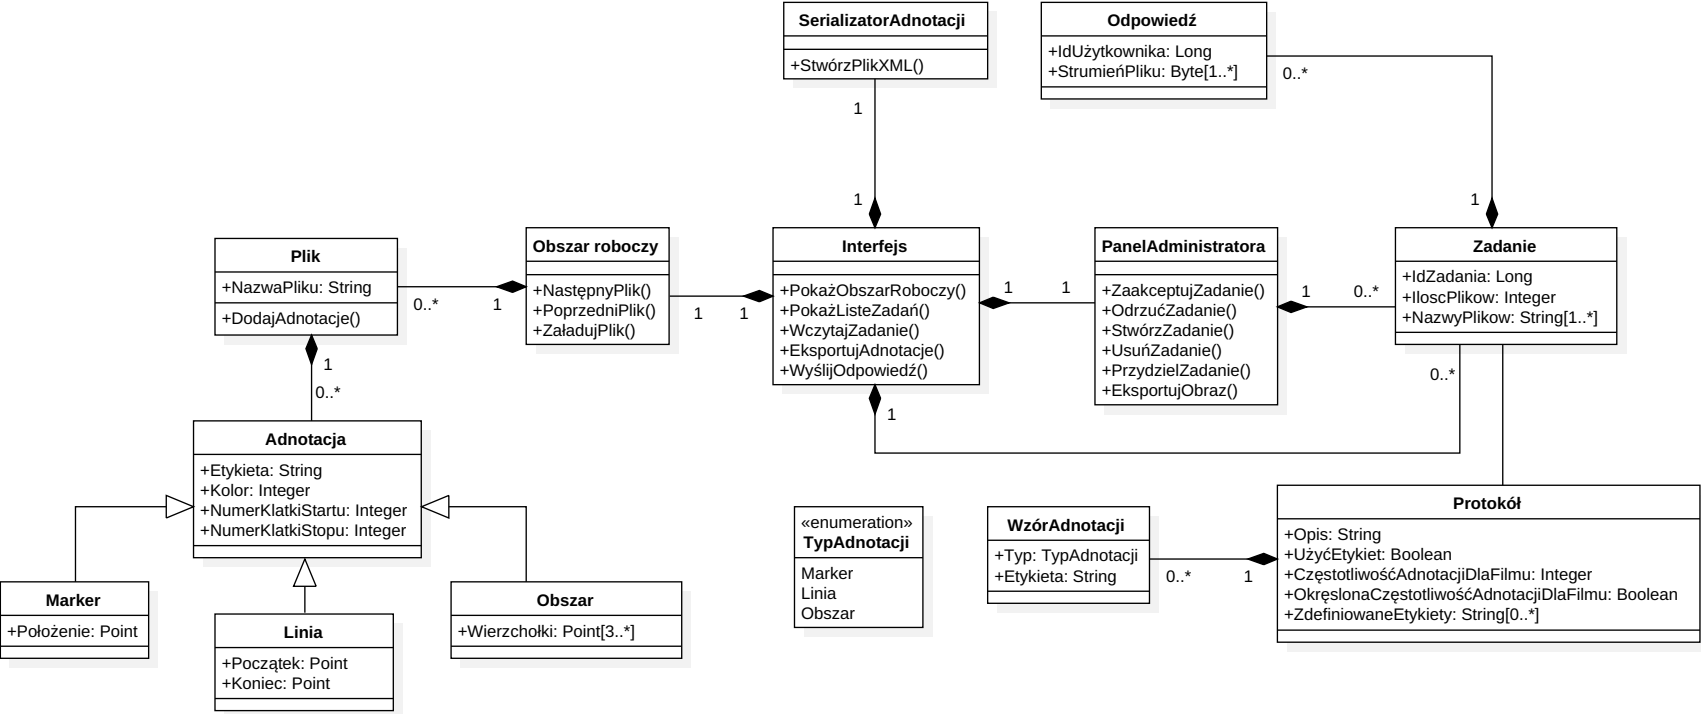 SerializatorAdnotacji
+StwórzPlikXML()
Odpowiedź
+IdUżytkownika: Long
+StrumieńPliku: Byte[1..*]
0..*
1
1
1
Plik
+NazwaPliku: String
+DodajAdnotacje()
0..*
1
Obszar roboczy
+NastępnyPlik()
+PoprzedniPlik()
+ZaładujPlik()
1
1
Interfejs
+PokażObszarRoboczy()
+PokażListeZadań()
+WczytajZadanie()
+EksportujAdnotacje()
+WyślijOdpowiedź()
1
1
PanelAdministratora
+ZaakceptujZadanie()
+OdrzućZadanie()
+StwórzZadanie()
+UsuńZadanie()
+PrzydzielZadanie()
+EksportujObraz()
1
0..*
Zadanie
+IdZadania: Long
+IloscPlikow: Integer
+NazwyPlikow: String[1..*]
1
0..*
0..*
1
Adnotacja
+Etykieta: String
+Kolor: Integer
+NumerKlatkiStartu: Integer
+NumerKlatkiStopu: Integer
Marker
+Położenie: Point
Linia
+Początek: Point
+Koniec: Point
Obszar
+Wierzchołki: Point[3..*]
«enumeration»
TypAdnotacji
Marker
Linia
Obszar
WzórAdnotacji
+Typ: TypAdnotacji
+Etykieta: String
0..*
1
Protokół
+Opis: String
+UżyćEtykiet: Boolean
+CzęstotliwośćAdnotacjiDlaFilmu: Integer
+OkręslonaCzęstotliwośćAdnotacjiDlaFilmu: Boolean
+ZdefiniowaneEtykiety: String[0..*]